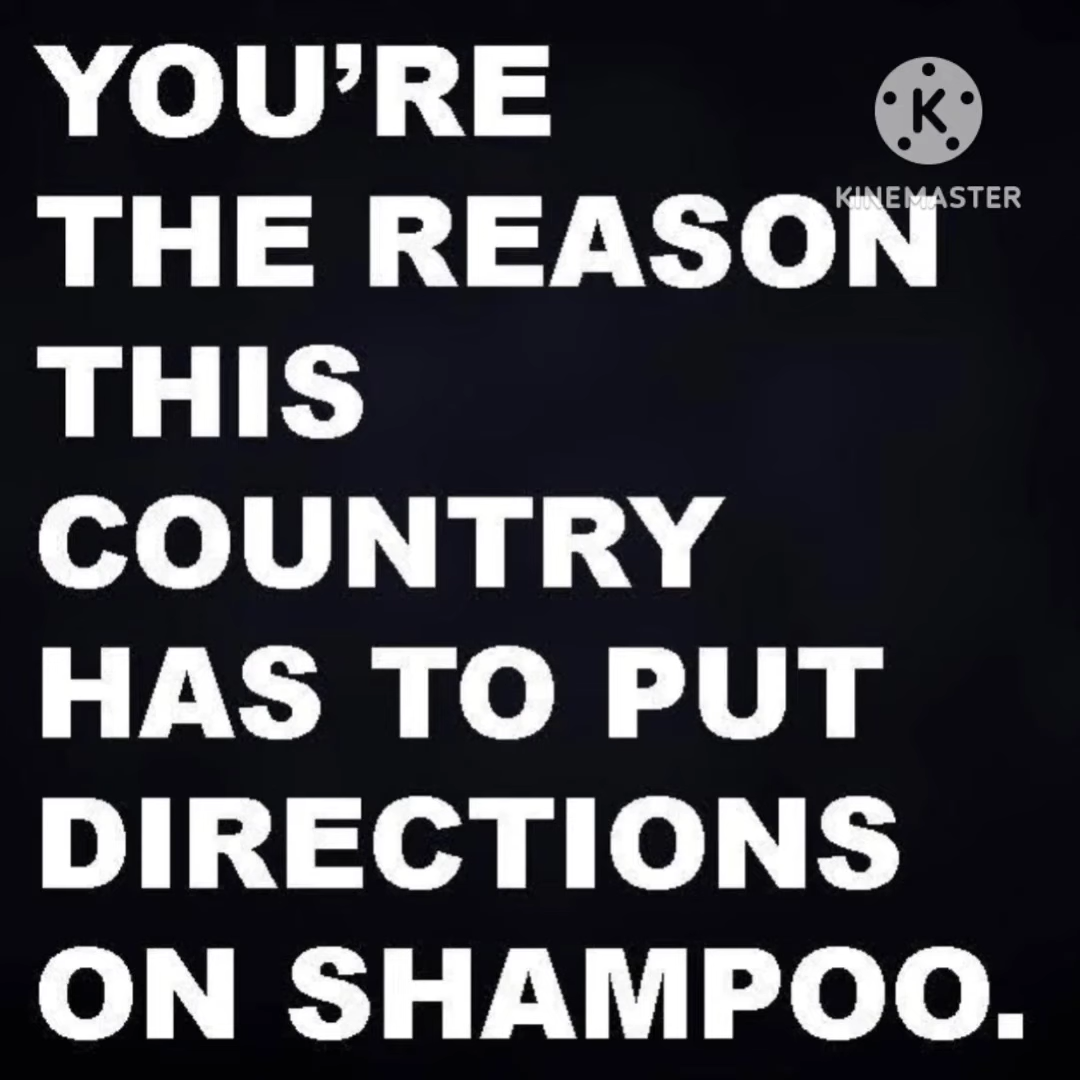 YOU'RE
K
KINEMASTER
THE REASON
THIS
COUNTRY
HAS TO PUT
DIRECTIONS
ON SHAMPOO.